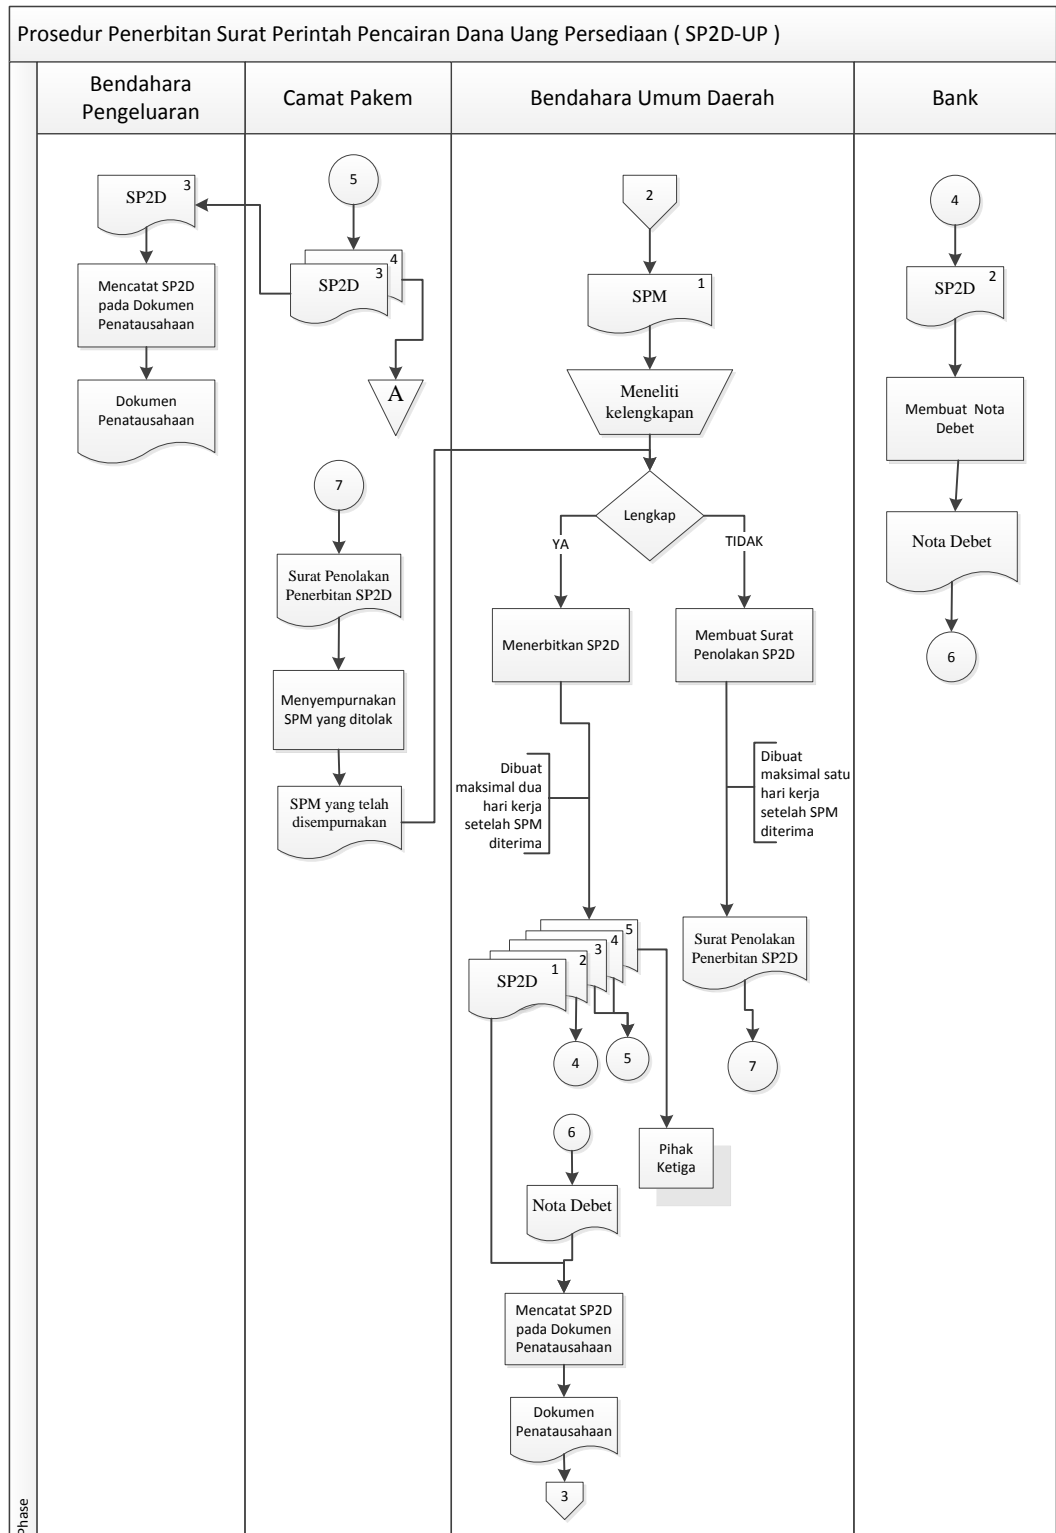 Prosedur Penerbitan Surat Perintah Pencairan Dana Uang Persediaan ( SP2D-UP )
Bendahara
Pengeluaran
Camat Pakem
Bendahara Umum Daerah
Bank
SP2D
3
Mencatat SP2D
pada Dokumen
Penatausahaan
Dokumen
Penatausahaan
5
4
3
SP2D
A
7
Surat Penolakan
Penerbitan SP2D
Menyempurnakan
SPM yang ditolak
SPM yang telah
disempurnakan
2
1
SPM
Meneliti
kelengkapan
Lengkap
YA
TIDAK
Menerbitkan SP2D
Membuat Surat
Penolakan SP2D
Dibuat
maksimal dua
hari kerja
setelah SPM
diterima
Dibuat
maksimal satu
hari kerja
setelah SPM
diterima
5
4
3
2
1
SP2D
Surat Penolakan
Penerbitan SP2D
4
5
7
6
Pihak
Ketiga
Nota Debet
Mencatat SP2D
pada Dokumen
Penatausahaan
Dokumen
Penatausahaan
3
4
2
SP2D
Membuat Nota
Debet
Nota Debet
6
Phase